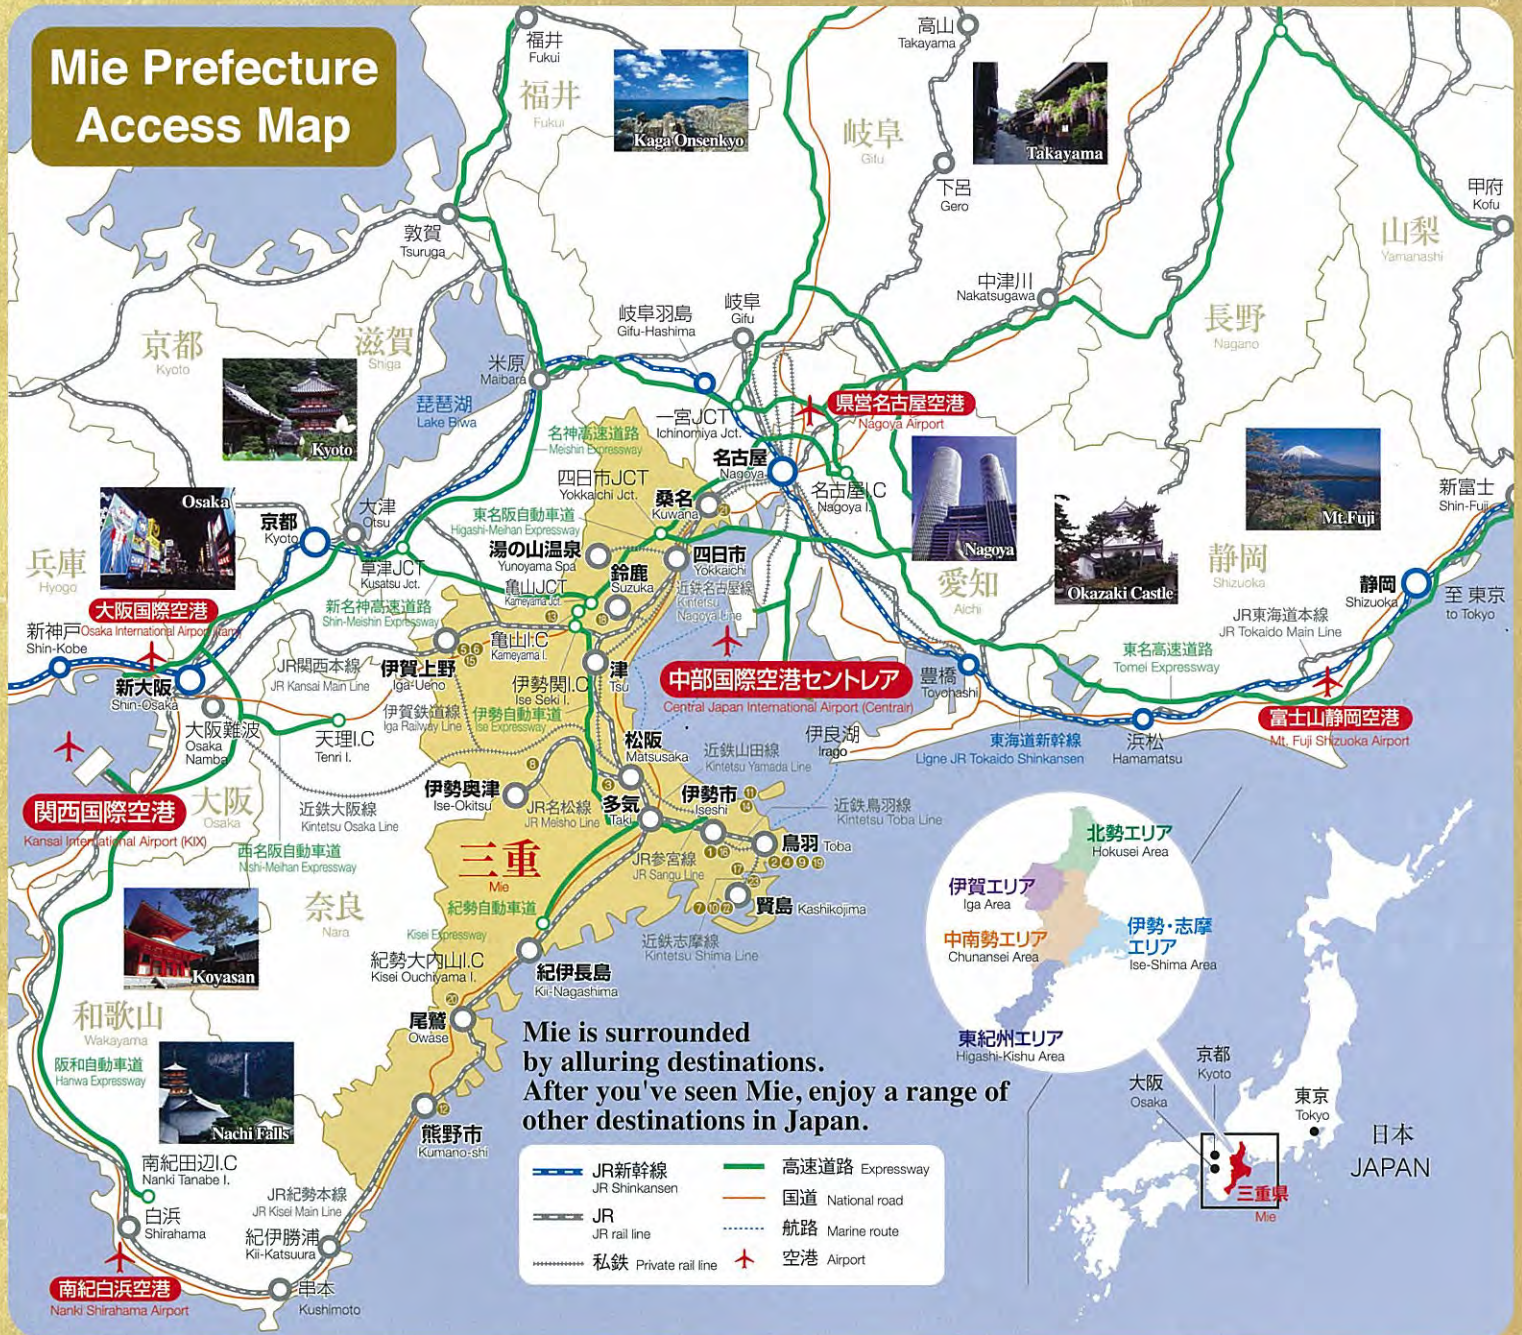 Mie Prefecture
Access Map
福井
Fukui
福井
Fukui
Kaga Onsenkyo
高山
Takayama
岐阜
Gifu
Takayama
下呂
Gero
甲府
Kofu
山梨
Yamanashi
敦賀
Tsuruga
中津川
Nakatsugawa
長野
Nagano
岐阜羽島
Gifu-Hashima
岐阜
Gifu
京都
Kyoto
滋賀
Shiga
米原
Maibara
琵琶湖
Lake Biwa
Kyoto
一宮JCT
Ichinomiya Jct.
県営名古屋空港
Nagoya Airport
名神高速道路
Meishin Expressway
名古屋
Nagoya
四日市JCT
Yokkaichi Jct.
桑名
Kuwana
21
名古屋I.C
Nagoya I.
Nagoya
Mt.Fuji
新富士
Shin-Fuji
Osaka
京都
Kyoto
大津
Otsu
東名阪自動車道
Higashi-Meihan Expressway
湯の山温泉
Yunoyama Spa
四日市
Yokkaichi
兵庫
Hyogo
草津JCT
Kusatsu Jct.
鈴鹿
Suzuka
18
亀山JCT
Kameyama Jct.
13
近鉄名古屋線
Kintetsu
Nagoya Line
愛知
Aichi
Okazaki Castle
静岡
Shizuoka
静岡
Shizuoka
至 東京
to Tokyo
大阪国際空港
Osaka International Airport (Itami)
新名神高速道路
Shin-Meishin Expressway
JR東海道本線
JR Tokaido Main Line
新神戸
Shin-Kobe
亀山I.C
Kameyama I.
5 6
15
伊賀上野
Iga-Ueno
JR関西本線
JR Kansai Main Line
東名高速道路
Tomei Expressway
津
Tsu
中部国際空港セントレア
Central Japan International Airport (Centrair)
豊橋
Toyohashi
新大阪
Shin-Osaka
伊勢関I.C
Ise Seki I.
大阪難波
Osaka
Namba
天理I.C
Tenri I.
伊賀鉄道線
Iga Railway Line
伊勢自動車道
Ise Expressway
富士山静岡空港
Mt. Fuji Shizuoka Airport
松阪
Matsusaka
近鉄山田線
Kintetsu Yamada Line
伊良湖
Irago
東海道新幹線
Ligne JR Tokaido Shinkansen
浜松
Hamamatsu
8
3
伊勢奥津
Ise-Okitsu
JR名松線
JR Meisho Line
多気
Taki
伊勢市
Iseshi
11
14
近鉄鳥羽線
Kintetsu Toba Line
関西国際空港
Kansai International Airport (KIX)
大阪
Osaka
近鉄大阪線
Kintetsu Osaka Line
西名阪自動車道
Nishi-Meihan Expressway
三重
Mie
JR参宮線
JR Sangu Line
1 16
鳥羽 Toba
2 4 9 19
17
23
7 10 22
賢島 Kashikojima
北勢エリア
Hokusei Area
伊賀エリア
Iga Area
伊勢・志摩
エリア
Ise-Shima Area
中南勢エリア
Chunansei Area
東紀州エリア
Higashi-Kishu Area
奈良
Nara
Koyasan
紀勢自動車道
Kisei Expressway
近鉄志摩線
Kintetsu Shima Line
紀勢大内山I.C
Kisei Ouchiyama I.
紀伊長島
Kii-Nagashima
20
尾鷲
Owase
和歌山
Wakayama
阪和自動車道
Hanwa Expressway
Nachi Falls
12
熊野市
Kumano-shi
南紀田辺I.C
Nanki Tanabe I.
白浜
Shirahama
JR紀勢本線
JR Kisei Main Line
紀伊勝浦
Kii-Katsuura
串本
Kushimoto
南紀白浜空港
Nanki Shirahama Airport
Mie is surrounded
by alluring destinations.
After you've seen Mie, enjoy a range of
other destinations in Japan.
JR新幹線
JR Shinkansen
JR
JR rail line
私鉄 Private rail line
高速道路 Expressway
国道 National road
航路 Marine route
空港 Airport
京都
Kyoto
大阪
Osaka
東京
Tokyo
日本
JAPAN
三重県
Mie